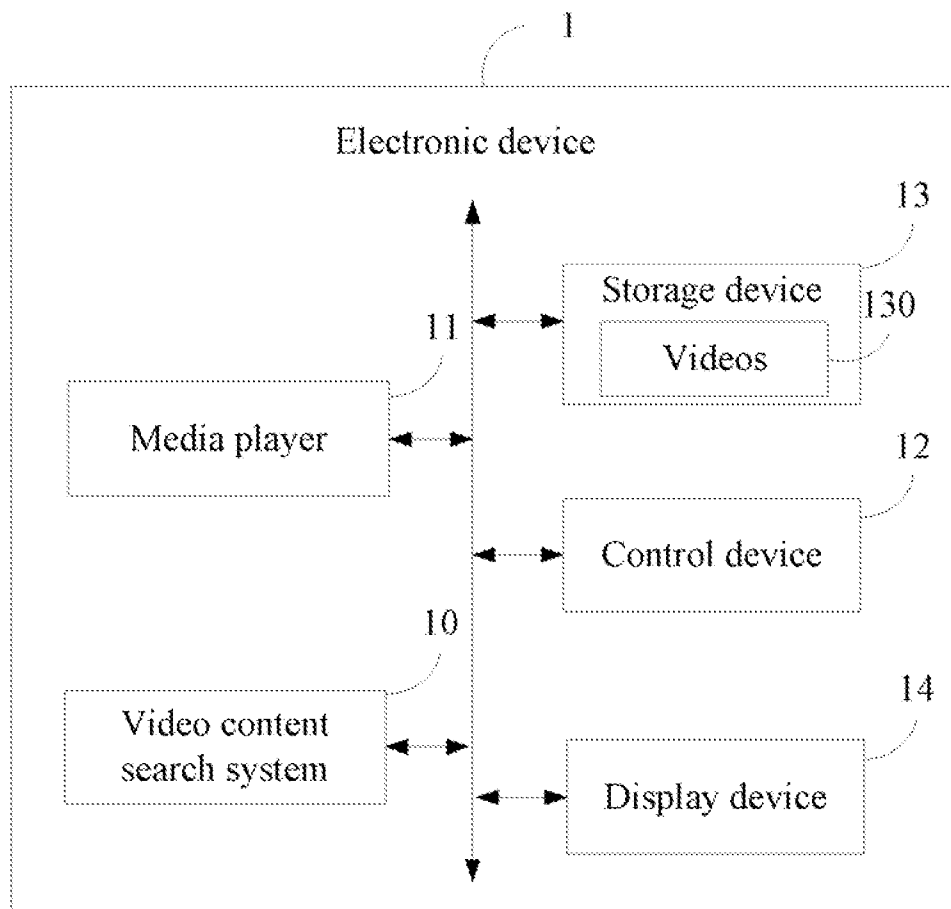 1
Electronic device
13
Storage device
130
Videos
11
Media player
12
Control device
10
Video content
search system
14
Display device